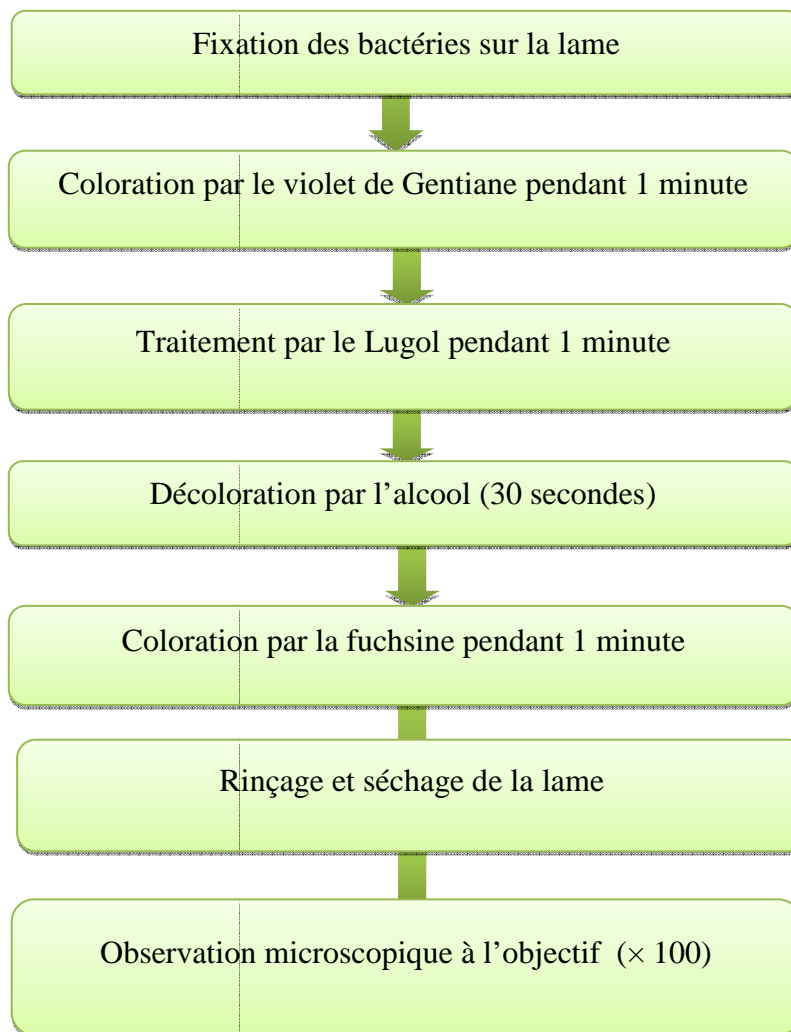 Fixation des bactéries sur la lame
Coloration par le violet de Gentiane pendant 1 minute
Traitement par le Lugol pendant 1 minute
Décoloration par l’alcool (30 secondes)
Coloration par la fuchsine pendant 1 minute
Rinçage et séchage de la lame
Observation microscopique à l’objectif (× 100)